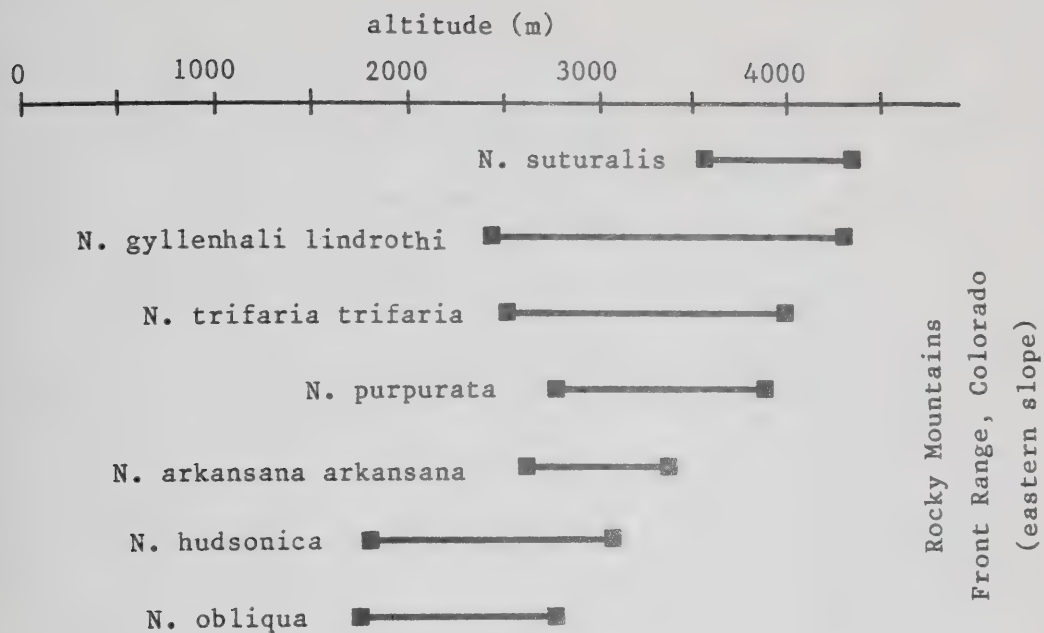 altitude (m)
0 1000 2000 3000 4000
N. suturalis
N. gyllenhali lindrothi
N. trifaria trifaria
N. purpurata
N. arkansana arkansana
N. hudsonica
N. obliqua
Rocky Mountains
Front Range, Colorado
(eastern slope)